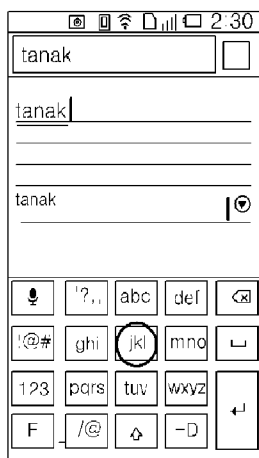 2:30
tanak
tanak
tanak
'?,, abc def
!@# ghi jkl mno
123 pqrs tuv wxyz
F /@ -D